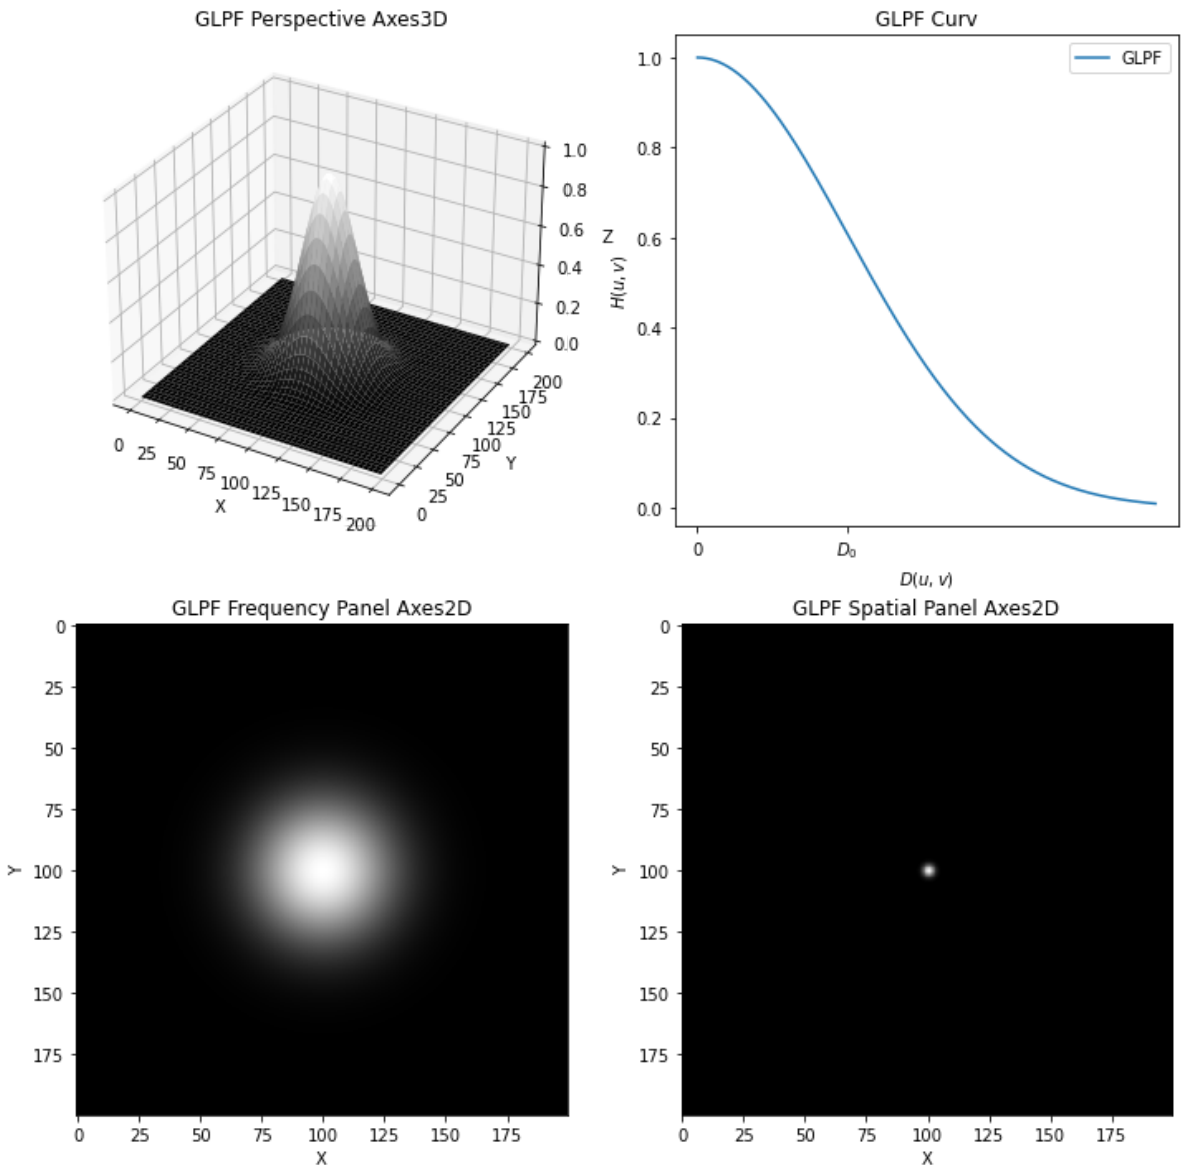 GLPF Perspective Axes3D
1.0
0.8
0.6
0.4
0.2
0.0
Z
0 25 50 75 100 125 150 175 200
X
0 25 50 75 100 125 150 175 200
Y
GLPF Curv
GLPF
1.0
0.8
0.6
0.4
0.2
0.0
H(u, v)
0 D₀
D(u, v)
GLPF Frequency Panel Axes2D
0
25
50
75
100
125
150
175
Y
0 25 50 75 100 125 150 175
X
GLPF Spatial Panel Axes2D
0
25
50
75
100
125
150
175
Y
0 25 50 75 100 125 150 175
X